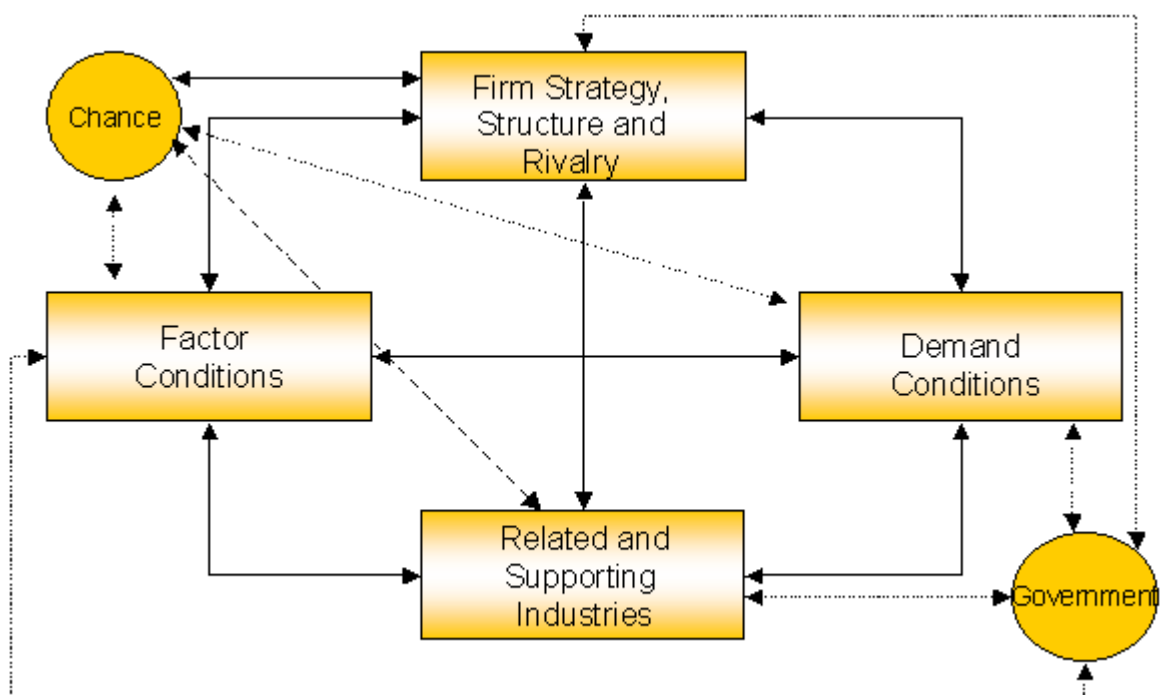 Chance
Firm Strategy,
Structure and
Rivalry
Factor
Conditions
Demand
Conditions
Related and
Supporting
Industries
Government